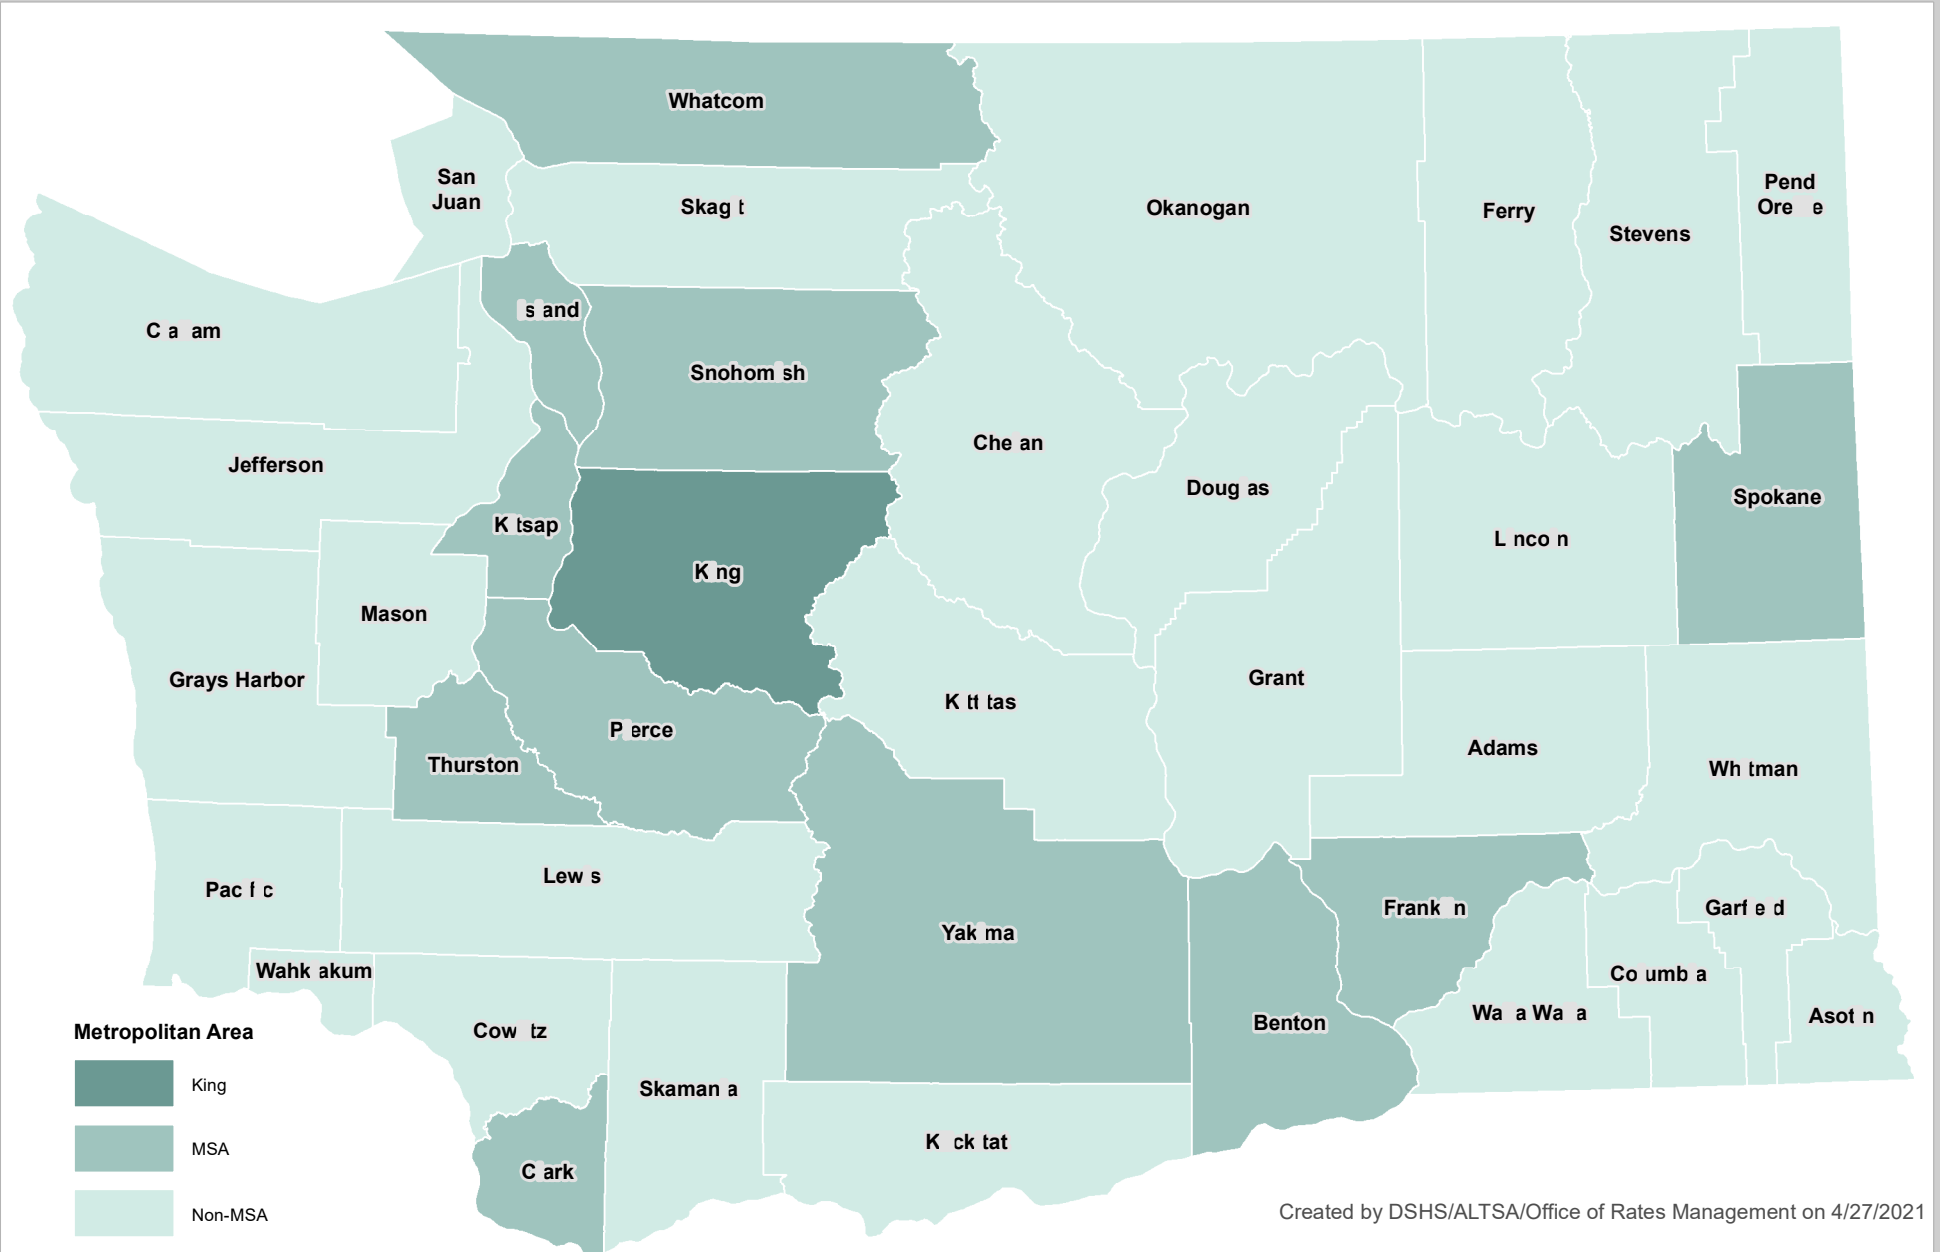 Whatcom
San
Juan
Skag t
Okanogan
Ferry
Stevens
Pend
Ore  e
C a  am
s and
Snohom sh
Che an
Jefferson
Doug as
Spokane
K tsap
L nco n
K ng
Mason
Grays Harbor
Grant
K tt tas
P erce
Thurston
Adams
Wh tman
Lew s
Pac f c
Frank  n
Garf e d
Yak ma
Wahk akum
Co umb a
Cow  tz
Benton
Wa  a Wa  a
Asot n
Skaman a
K  ck tat
C ark
Metropolitan Area
King
MSA
Non-MSA
Created by DSHS/ALTSA/Office of Rates Management on 4/27/2021